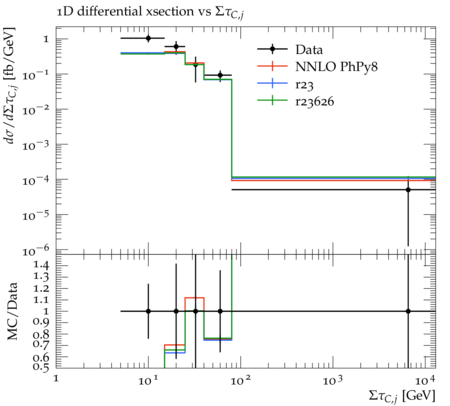 1D differential xsection vs Στ_{C,j}
dσ/dΣτ_{C,j} [fb/GeV]
1
10^{−1}
10^{−2}
10^{−3}
10^{−4}
10^{−5}
10^{−6}
Data
NNLO PhPy8
r23
r23626
MC/Data
1.4
1.3
1.2
1.1
1
0.9
0.8
0.7
0.6
0.5
1 10^1 10^2 10^3 10^4
Στ_{C,j} [GeV]